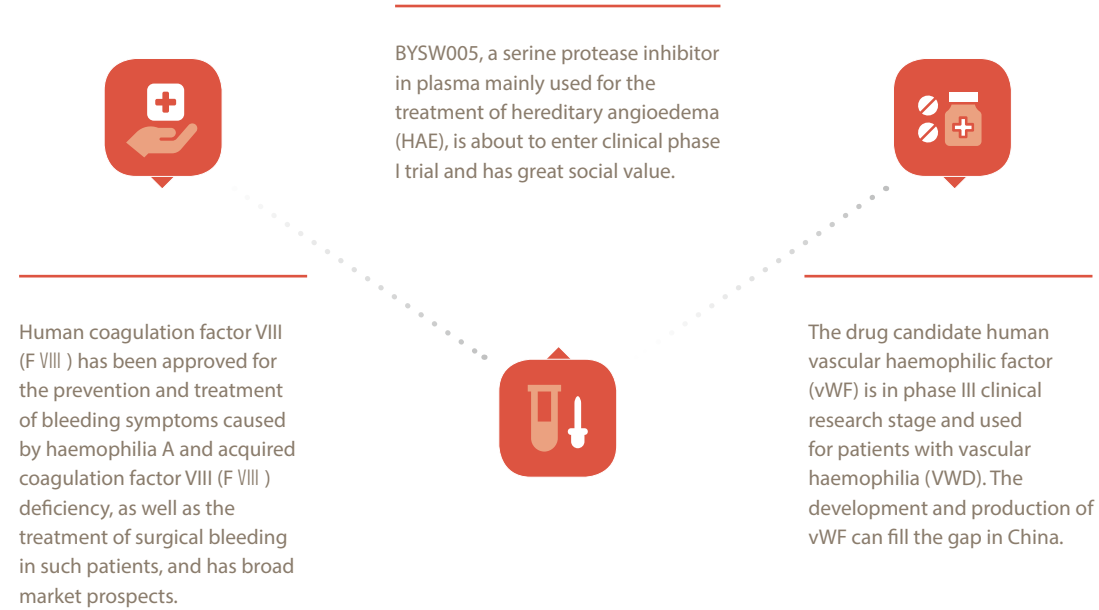 BYSW005, a serine protease inhibitor
in plasma mainly used for the
treatment of hereditary angioedema
(HAE), is about to enter clinical phase
I trial and has great social value.
Human coagulation factor VIII
(F Ⅷ ) has been approved for
the prevention and treatment
of bleeding symptoms caused
by haemophilia A and acquired
coagulation factor VIII (F Ⅷ )
deficiency, as well as the
treatment of surgical bleeding
in such patients, and has broad
market prospects.
The drug candidate human
vascular haemophilic factor
(vWF) is in phase III clinical
research stage and used
for patients with vascular
haemophilia (VWD). The
development and production of
vWF can fill the gap in China.